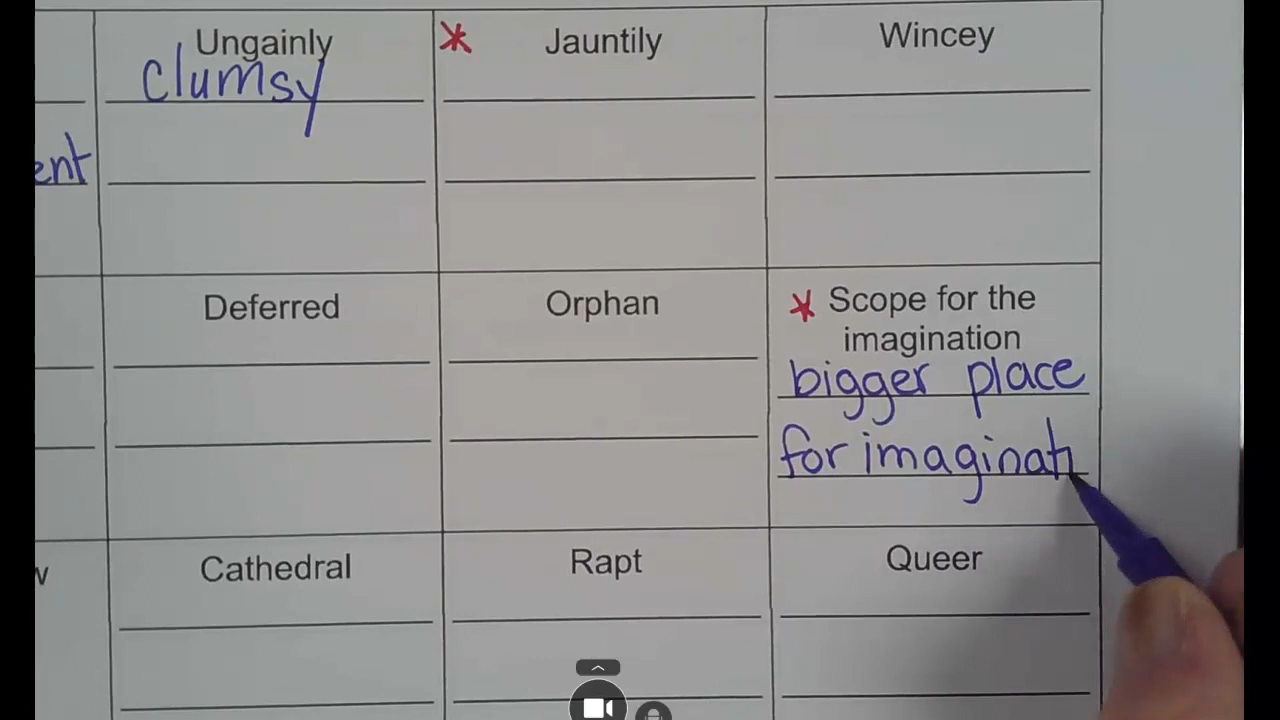 Ungainly
clumsy
* Jauntily
Wincey
ent
Deferred
Orphan
* Scope for the
imagination
bigger place
for imaginati
w
Cathedral
Rapt
Queer